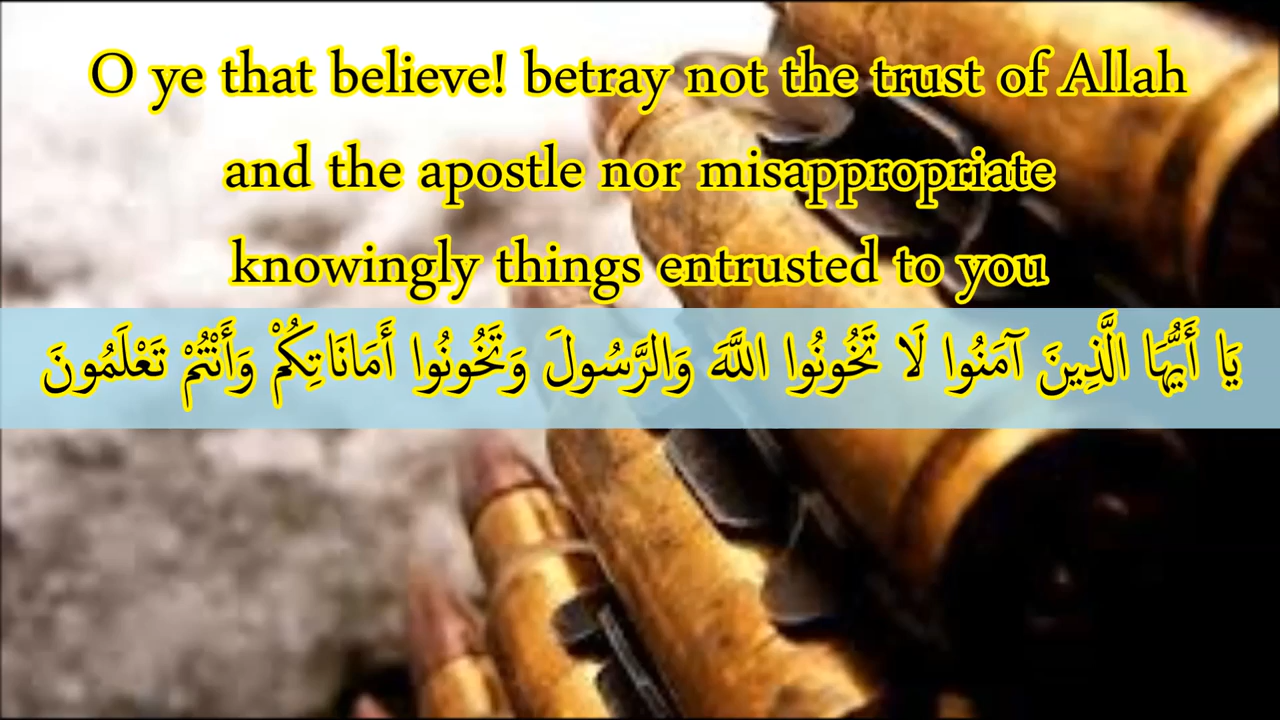 O ye that believe! betray not the trust of Allah
and the apostle nor misappropriate
knowingly things entrusted to you
يَا أَيُّهَا الَّذِينَ آمَنُوا لَا تَخُونُوا اللَّهَ وَالرَّسُولَ وَتَخُونُوا أَمَانَاتِكُمْ وَأَنْتُمْ تَعْلَمُونَ